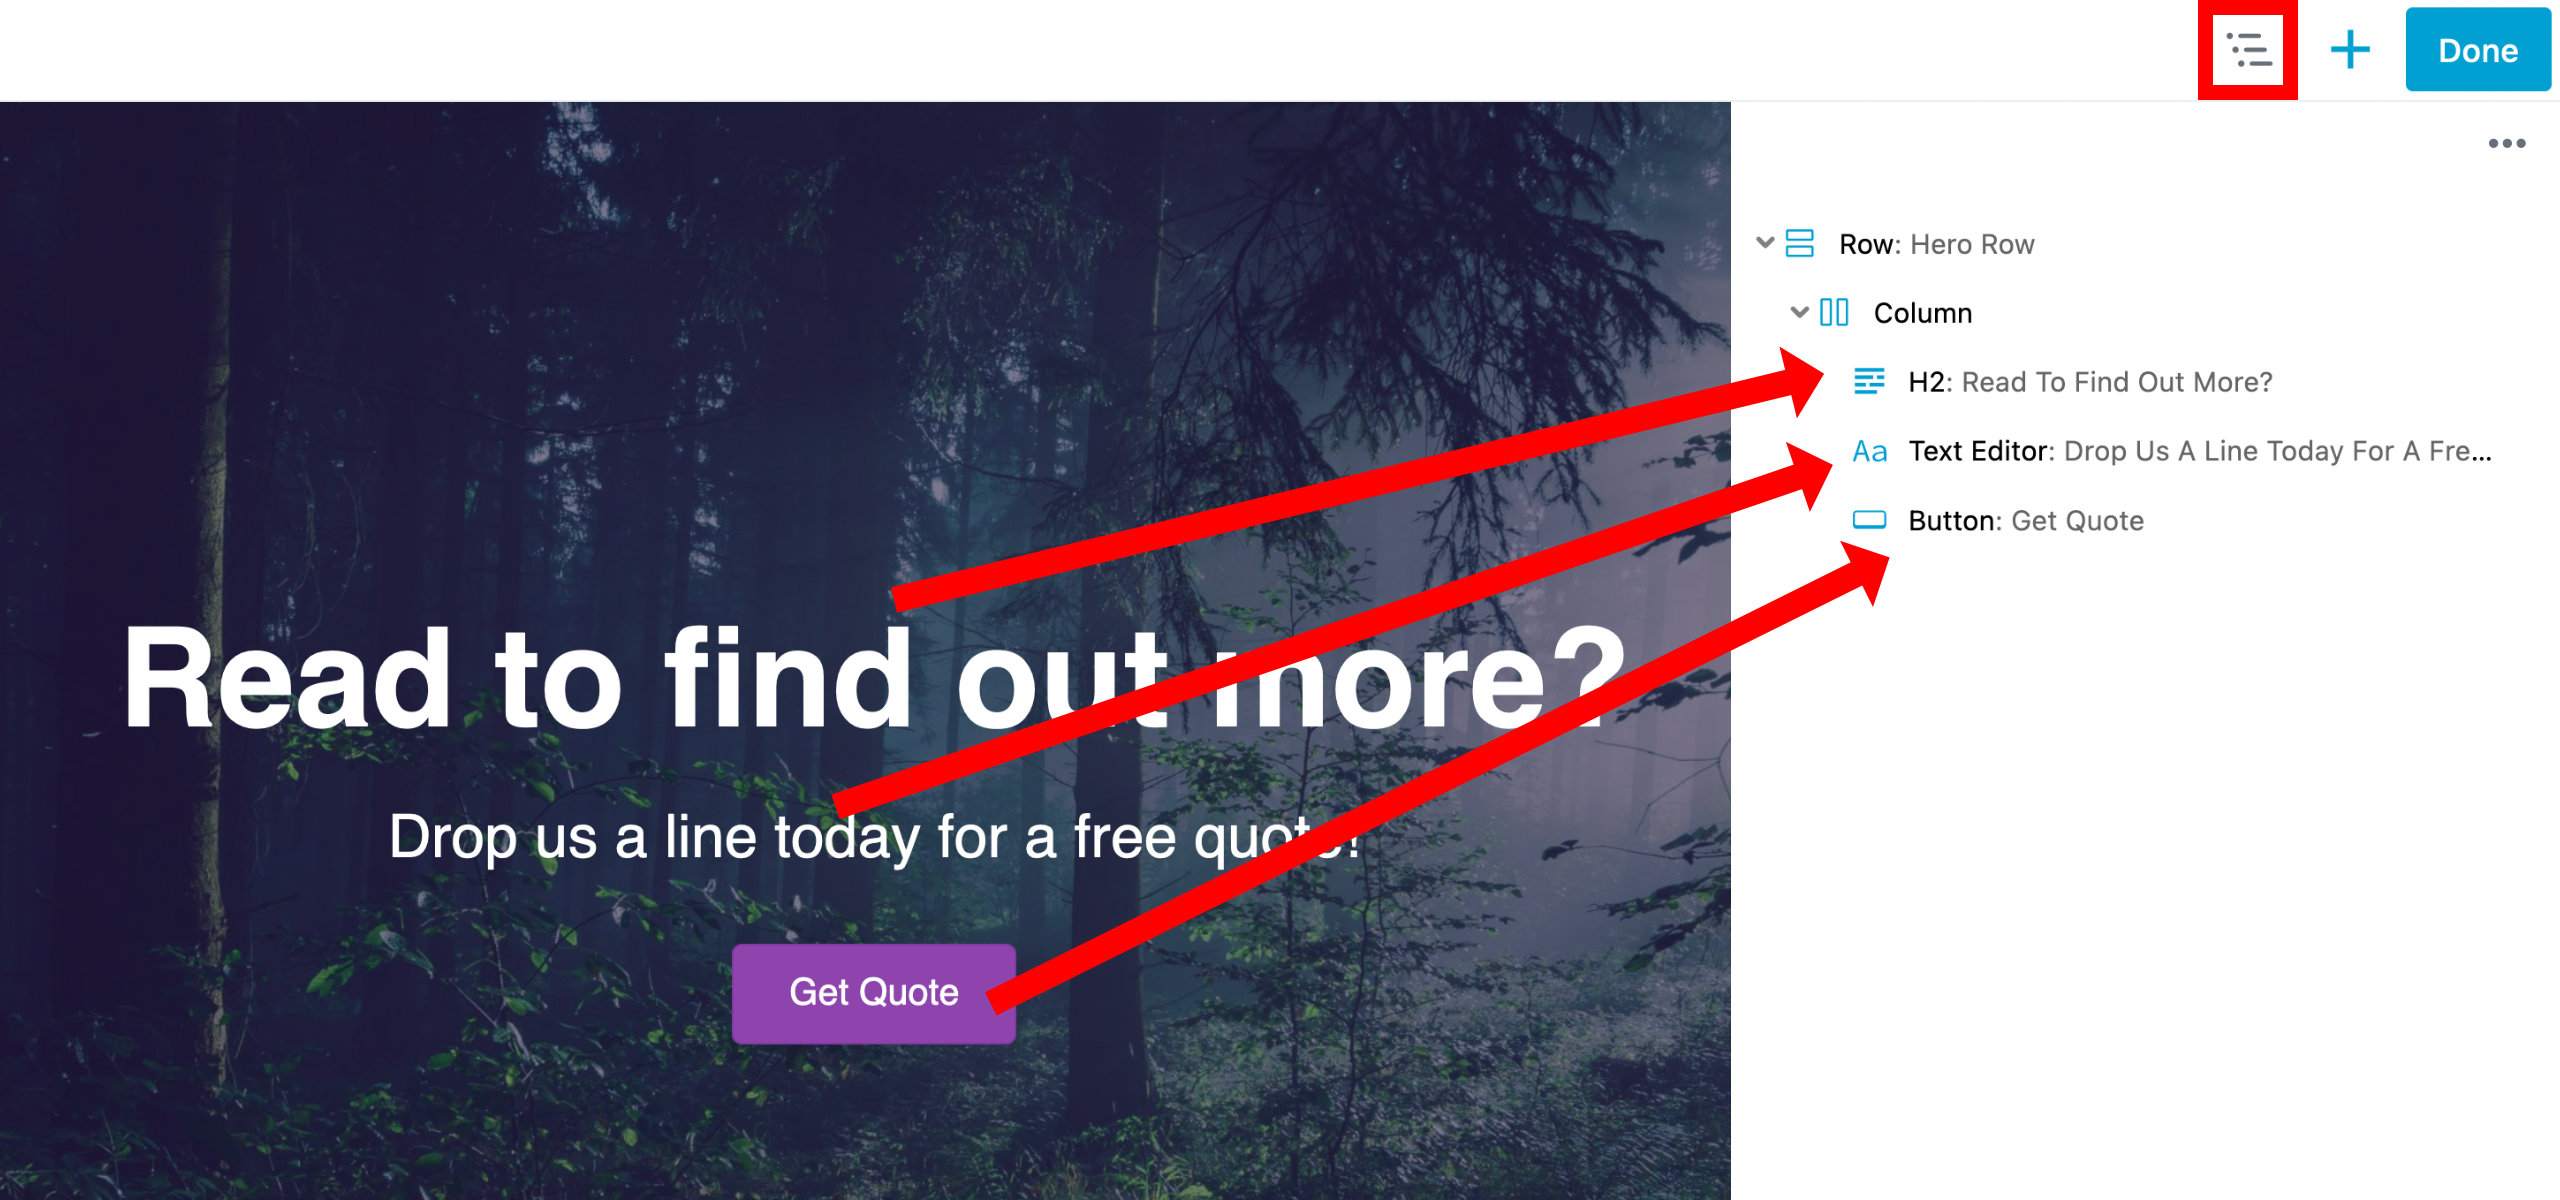 Done
Row: Hero Row
Column
H2: Read To Find Out More?
Text Editor: Drop Us A Line Today For A Fre...
Button: Get Quote
Read to find out more?
Drop us a line today for a free quote!
Get Quote